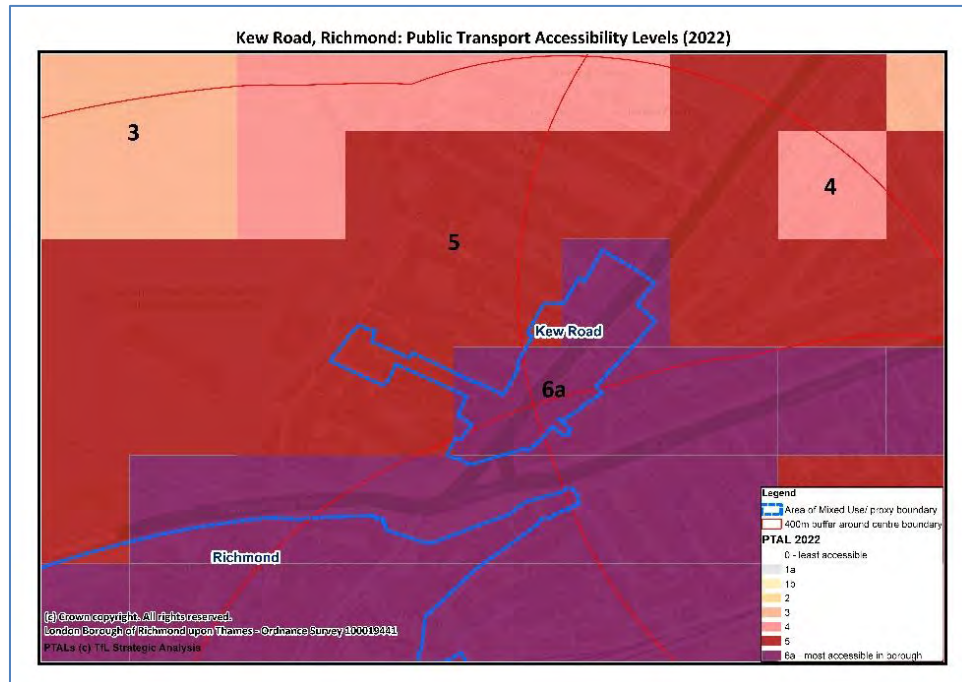 Kew Road, Richmond: Public Transport Accessibility Levels (2022)
3
4
5
Kew Road
6a
Richmond
Legend
Area of Mixed Use/ proxy boundary
400m buffer around centre boundary
PTAL 2022
0 - least accessible
1a
1b
2
3
4
5
6a - most accessible in borough
(c) Crown copyright. All rights reserved.
London Borough of Richmond upon Thames - Ordnance Survey 100019441
PTALs (c) TfL Strategic Analysis